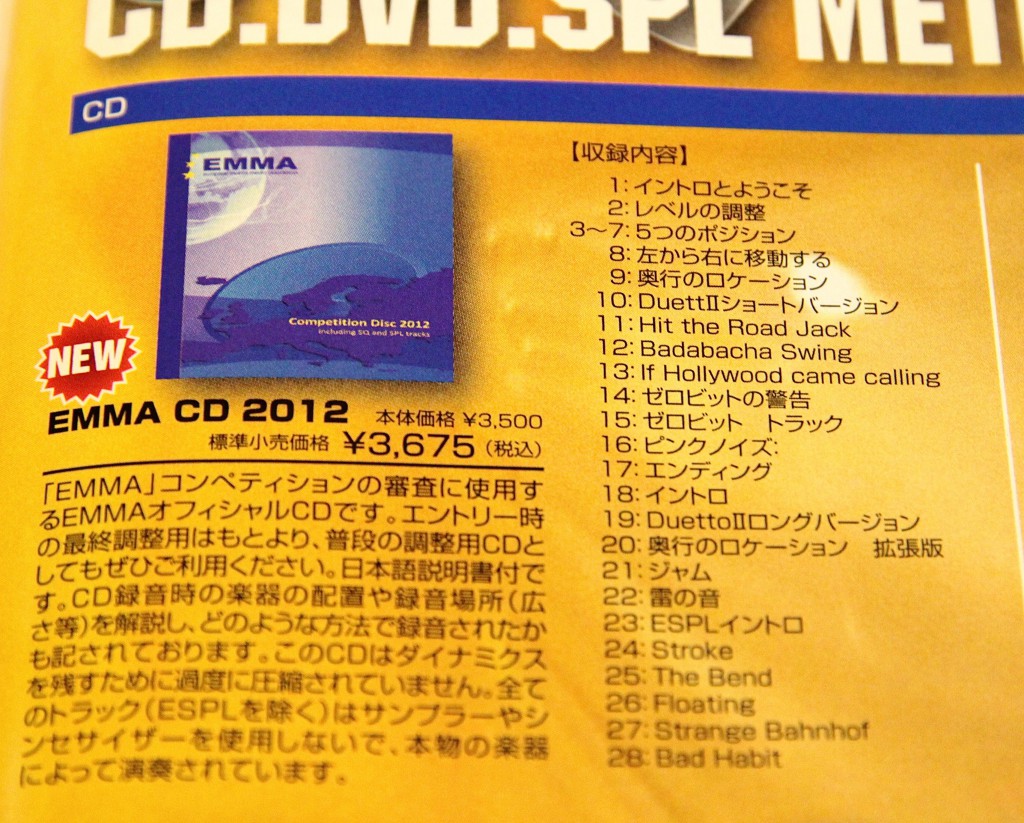 CD.DVD.SPL MET
CD
EMMA
Competition Disc 2012
including SQ and SPL tracks
NEW
EMMA CD 2012 本体価格 ¥3,500
標準小売価格 ¥3,675(税込)
「EMMA」コンペティションの審査に使用す
るEMMAオフィシャルCDです。エントリー時
の最終調整用はもとより、普段の調整用CDと
してもぜひご利用ください。日本語説明書付で
す。CD録音時の楽器の配置や録音場所(広
さ等)を解説し、どのような方法で録音されたか
も記されております。このCDはダイナミクス
を残すために過度に圧縮されていません。全て
のトラック(ESPLを除く)はサンプラーやシ
ンセサイザーを使用しないで、本物の楽器
によって演奏されています。
【収録内容】
1:イントロとようこそ
2:レベルの調整
3〜7:5つのポジション
8:左から右に移動する
9:奥行のロケーション
10:DuettⅡショートバージョン
11:Hit the Road Jack
12:Badabacha Swing
13:If Hollywood came calling
14:ゼロビットの警告
15:ゼロビット　トラック
16:ピンクノイズ:
17:エンディング
18:イントロ
19:DuettoⅡロングバージョン
20:奥行のロケーション　拡張版
21:ジャム
22:雷の音
23:ESPLイントロ
24:Stroke
25:The Bend
26:Floating
27:Strange Bahnhof
28:Bad Habit